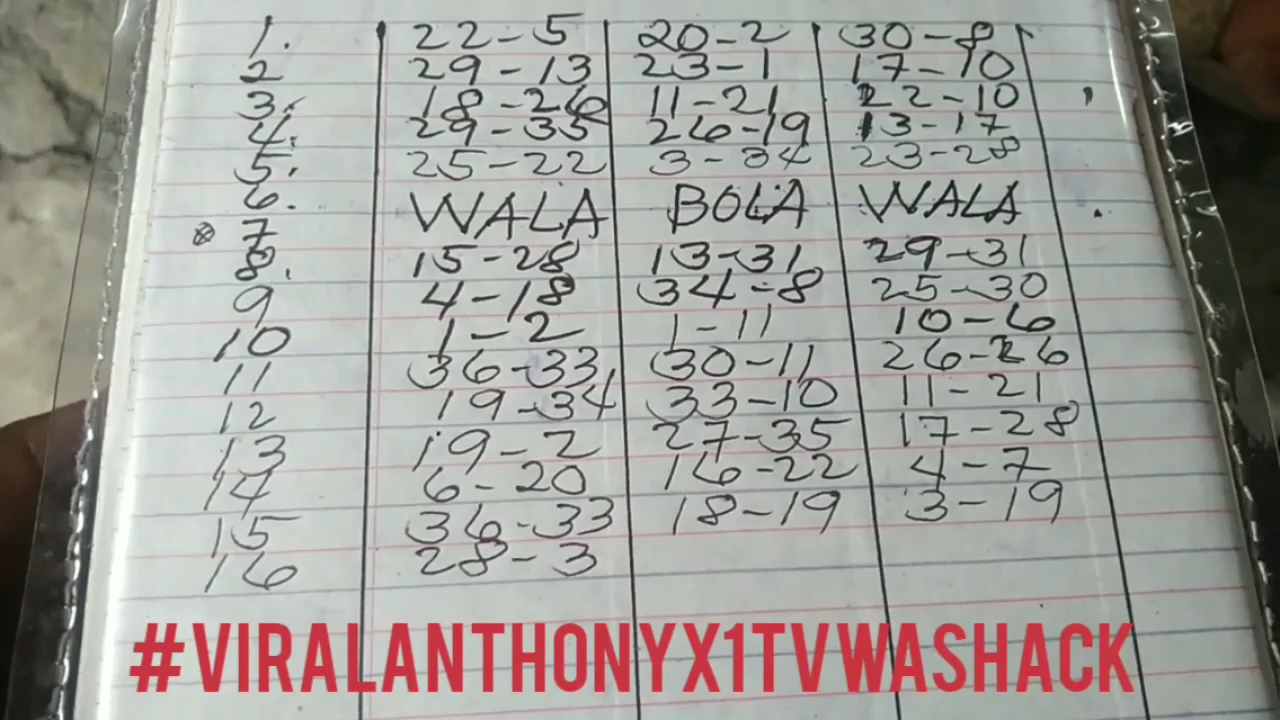 1. 22-5 20-2 30-8
2 29-13 23-1 17-10
3. 18-26 11-21 22-10
4. 29-35 26-19 13-17
5. 25-22 3-34 23-28
6.
7 WALA BOLA WALA
8. 15-28 13-31 29-31
9 4-18 34-8 25-30
10 1-2 1-11 10-6
11 36-33 30-11 26-26
12 19-34 33-10 11-21
13 19-2 27-35 17-28
14 6-20 16-22 4-7
15 36-33 18-19 3-19
16 28-3
#VIRALANTHONYX1TVWASHACK